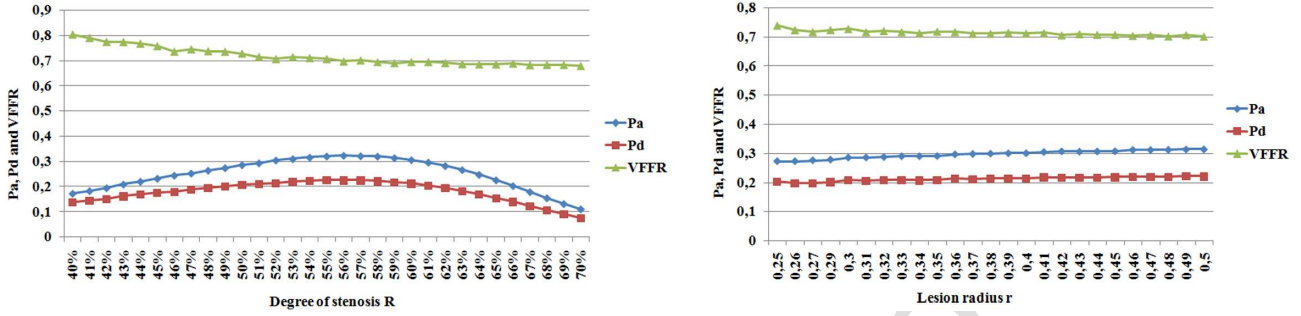 Pa, Pd and VFFR
0,9
0,8
0,7
0,6
0,5
0,4
0,3
0,2
0,1
0
40% 41% 42% 43% 44% 45% 46% 47% 48% 49% 50% 51% 52% 53% 54% 55% 56% 57% 58% 59% 60% 61% 62% 63% 64% 65% 66% 67% 68% 69% 70%
Degree of stenosis R
Pa
Pd
VFFR
Pa, Pd and VFFR
0,8
0,7
0,6
0,5
0,4
0,3
0,2
0,1
0
0,25 0,26 0,27 0,29 0,3 0,31 0,32 0,33 0,34 0,35 0,36 0,37 0,38 0,39 0,4 0,41 0,42 0,43 0,44 0,45 0,46 0,47 0,48 0,49 0,5
Lesion radius r
Pa
Pd
VFFR